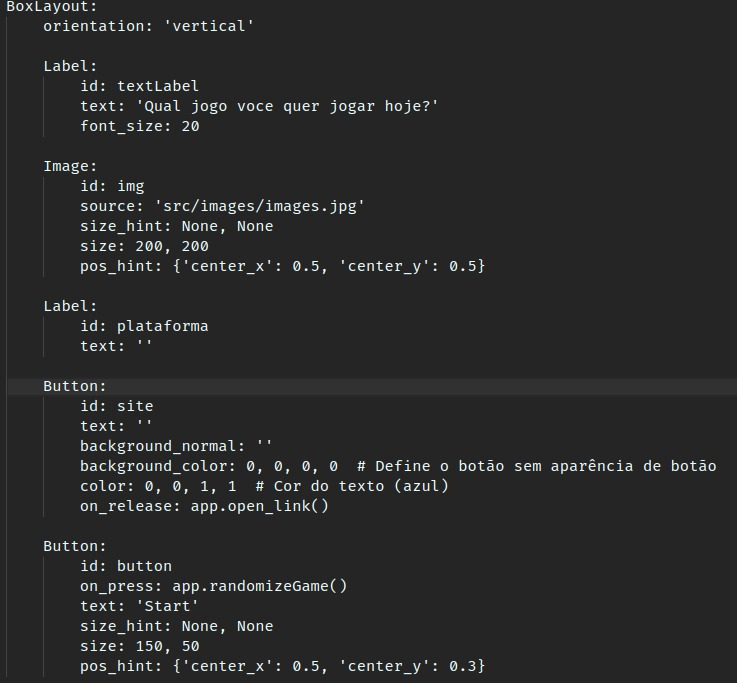 BoxLayout:
    orientation: 'vertical'

    Label:
        id: textLabel
        text: 'Qual jogo voce quer jogar hoje?'
        font_size: 20

    Image:
        id: img
        source: 'src/images/images.jpg'
        size_hint: None, None
        size: 200, 200
        pos_hint: {'center_x': 0.5, 'center_y': 0.5}

    Label:
        id: plataforma
        text: ''

    Button:
        id: site
        text: ''
        background_normal: ''
        background_color: 0, 0, 0, 0  # Define o botão sem aparência de botão
        color: 0, 0, 1, 1  # Cor do texto (azul)
        on_release: app.open_link()

    Button:
        id: button
        on_press: app.randomizeGame()
        text: 'Start'
        size_hint: None, None
        size: 150, 50
        pos_hint: {'center_x': 0.5, 'center_y': 0.3}